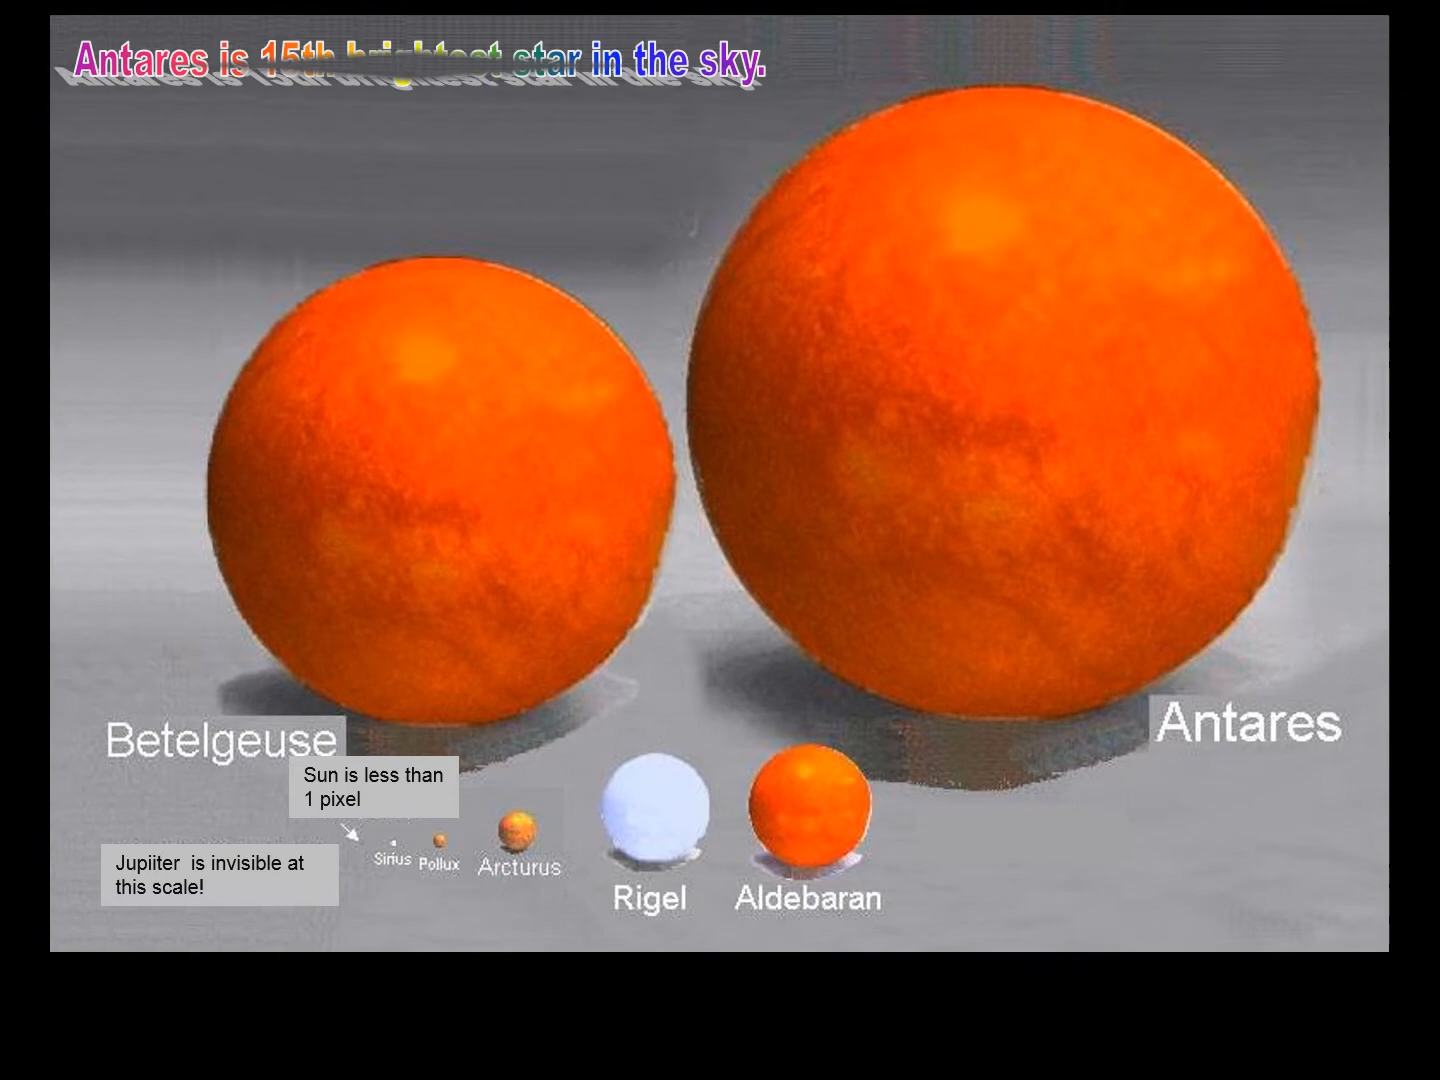 Antares is 15th brightest star in the sky.
Betelgeuse
Antares
Sun is less than
1 pixel
Jupiiter  is invisible at
this scale!
Sirius
Pollux
Arcturus
Rigel
Aldebaran